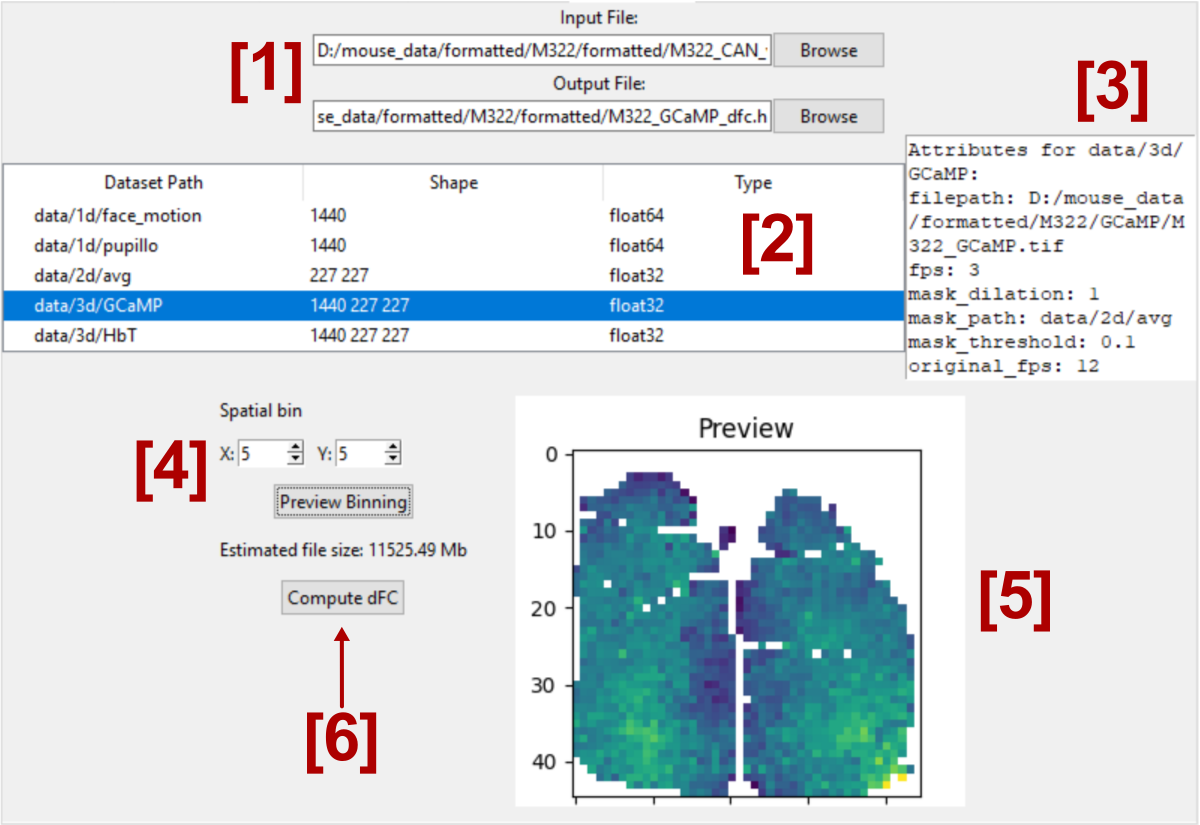 Input File:
[1]
D:/mouse_data/formatted/M322/formatted/M322_CAN_ Browse
Output File:
[3]
se_data/formatted/M322/formatted/M322_GCaMP_dfc.h Browse
Dataset Path Shape Type
data/1d/face_motion 1440 float64
data/1d/pupillo 1440 float64
data/2d/avg 227 227 float32
data/3d/GCaMP 1440 227 227 float32
data/3d/HbT 1440 227 227 float32
[2]
Attributes for data/3d/
GCaMP:
filepath: D:/mouse_data
/formatted/M322/GCaMP/M
322_GCaMP.tif
fps: 3
mask_dilation: 1
mask_path: data/2d/avg
mask_threshold: 0.1
original_fps: 12
Spatial bin
[4]
X: 5 Y: 5
Preview Binning
Estimated file size: 11525.49 Mb
Compute dFC
[6]
Preview
0
10
20
30
40
[5]